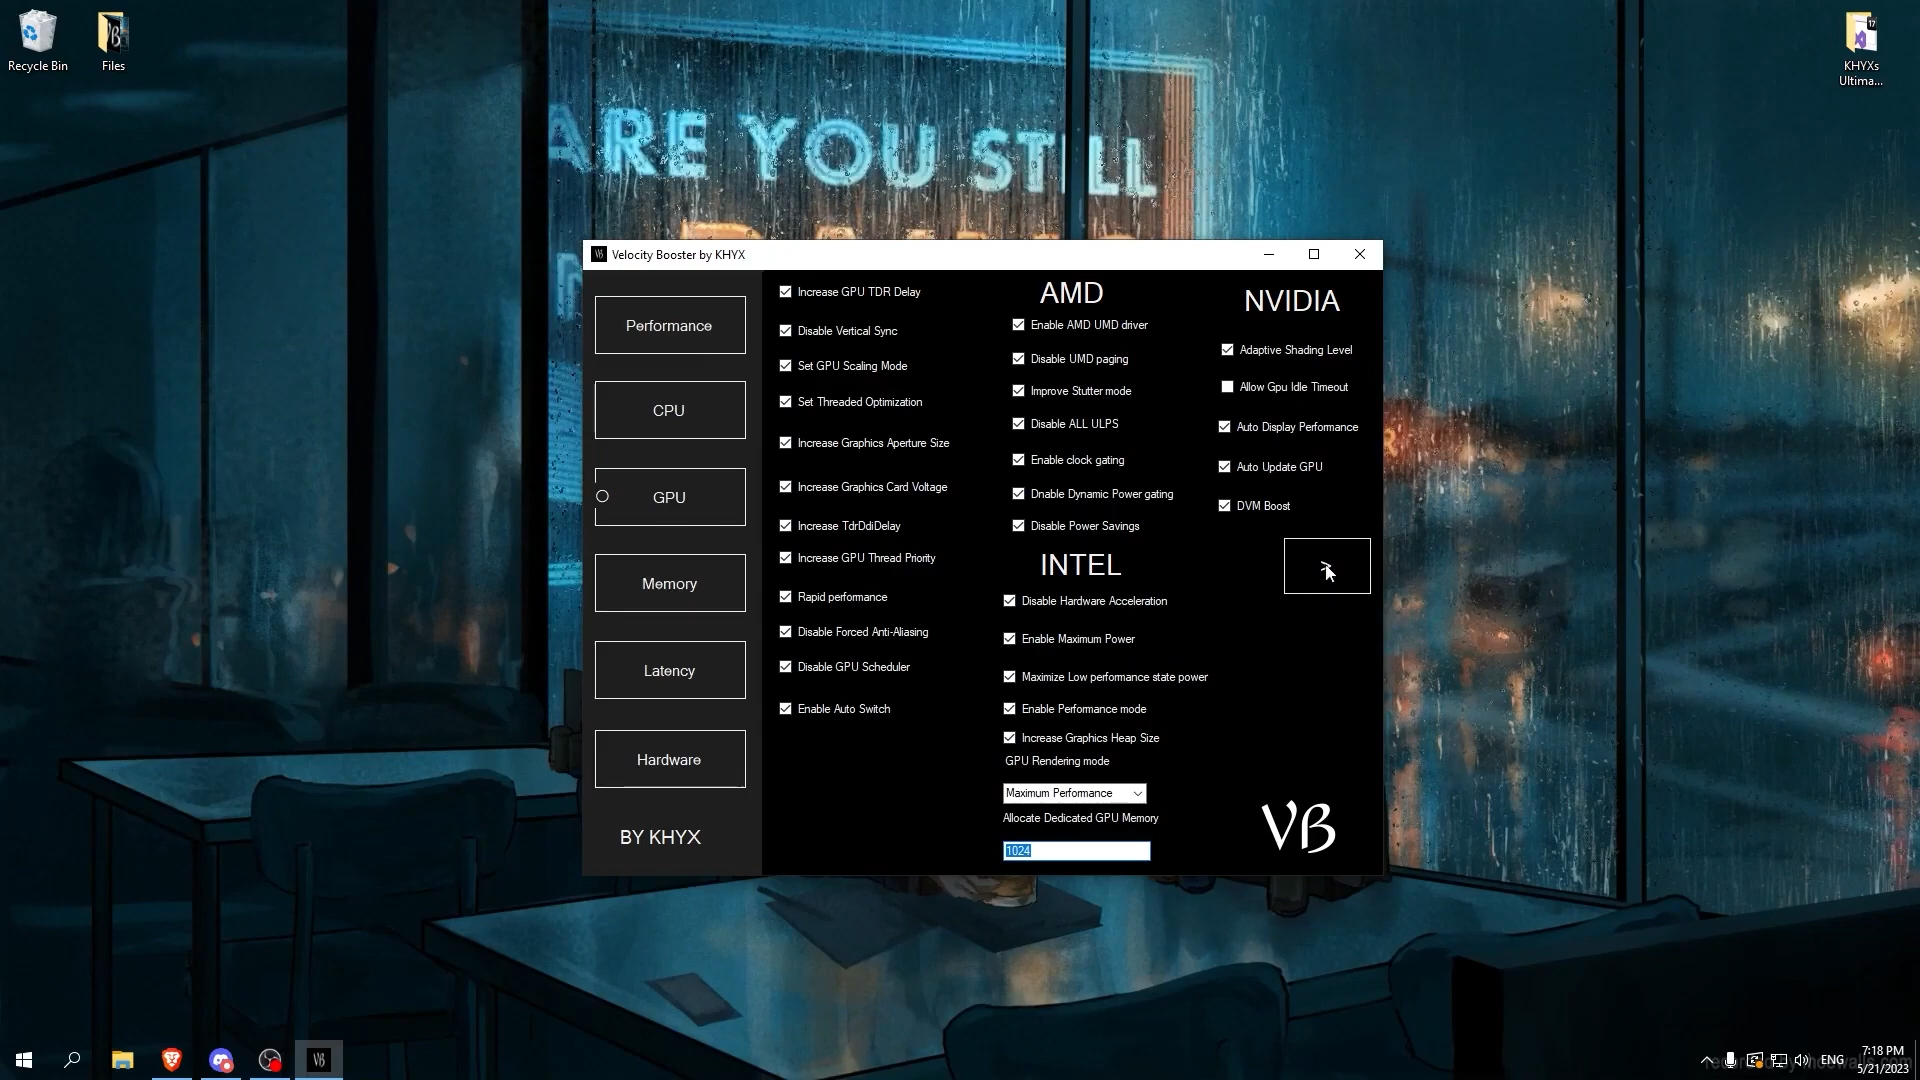 Recycle Bin
Files
KHYXs
Ultima...
17
ARE YOU STILL
Velocity Booster by KHYX
Performance
CPU
GPU
Memory
Latency
Hardware
BY KHYX
Increase GPU TDR Delay
Disable Vertical Sync
Set GPU Scaling Mode
Set Threaded Optimization
Increase Graphics Aperture Size
Increase Graphics Card Voltage
Increase TdrDdiDelay
Increase GPU Thread Priority
Rapid performance
Disable Forced Anti-Aliasing
Disable GPU Scheduler
Enable Auto Switch
AMD
Enable AMD UMD driver
Disable UMD paging
Improve Stutter mode
Disable ALL ULPS
Enable clock gating
Dnable Dynamic Power gating
Disable Power Savings
INTEL
Disable Hardware Acceleration
Enable Maximum Power
Maximize Low performance state power
Enable Performance mode
Increase Graphics Heap Size
GPU Rendering mode
Maximum Performance
Allocate Dedicated GPU Memory
1024
NVIDIA
Adaptive Shading Level
Allow Gpu Idle Timeout
Auto Display Performance
Auto Update GPU
DVM Boost
VB
ENG
7:18 PM
5/21/2023